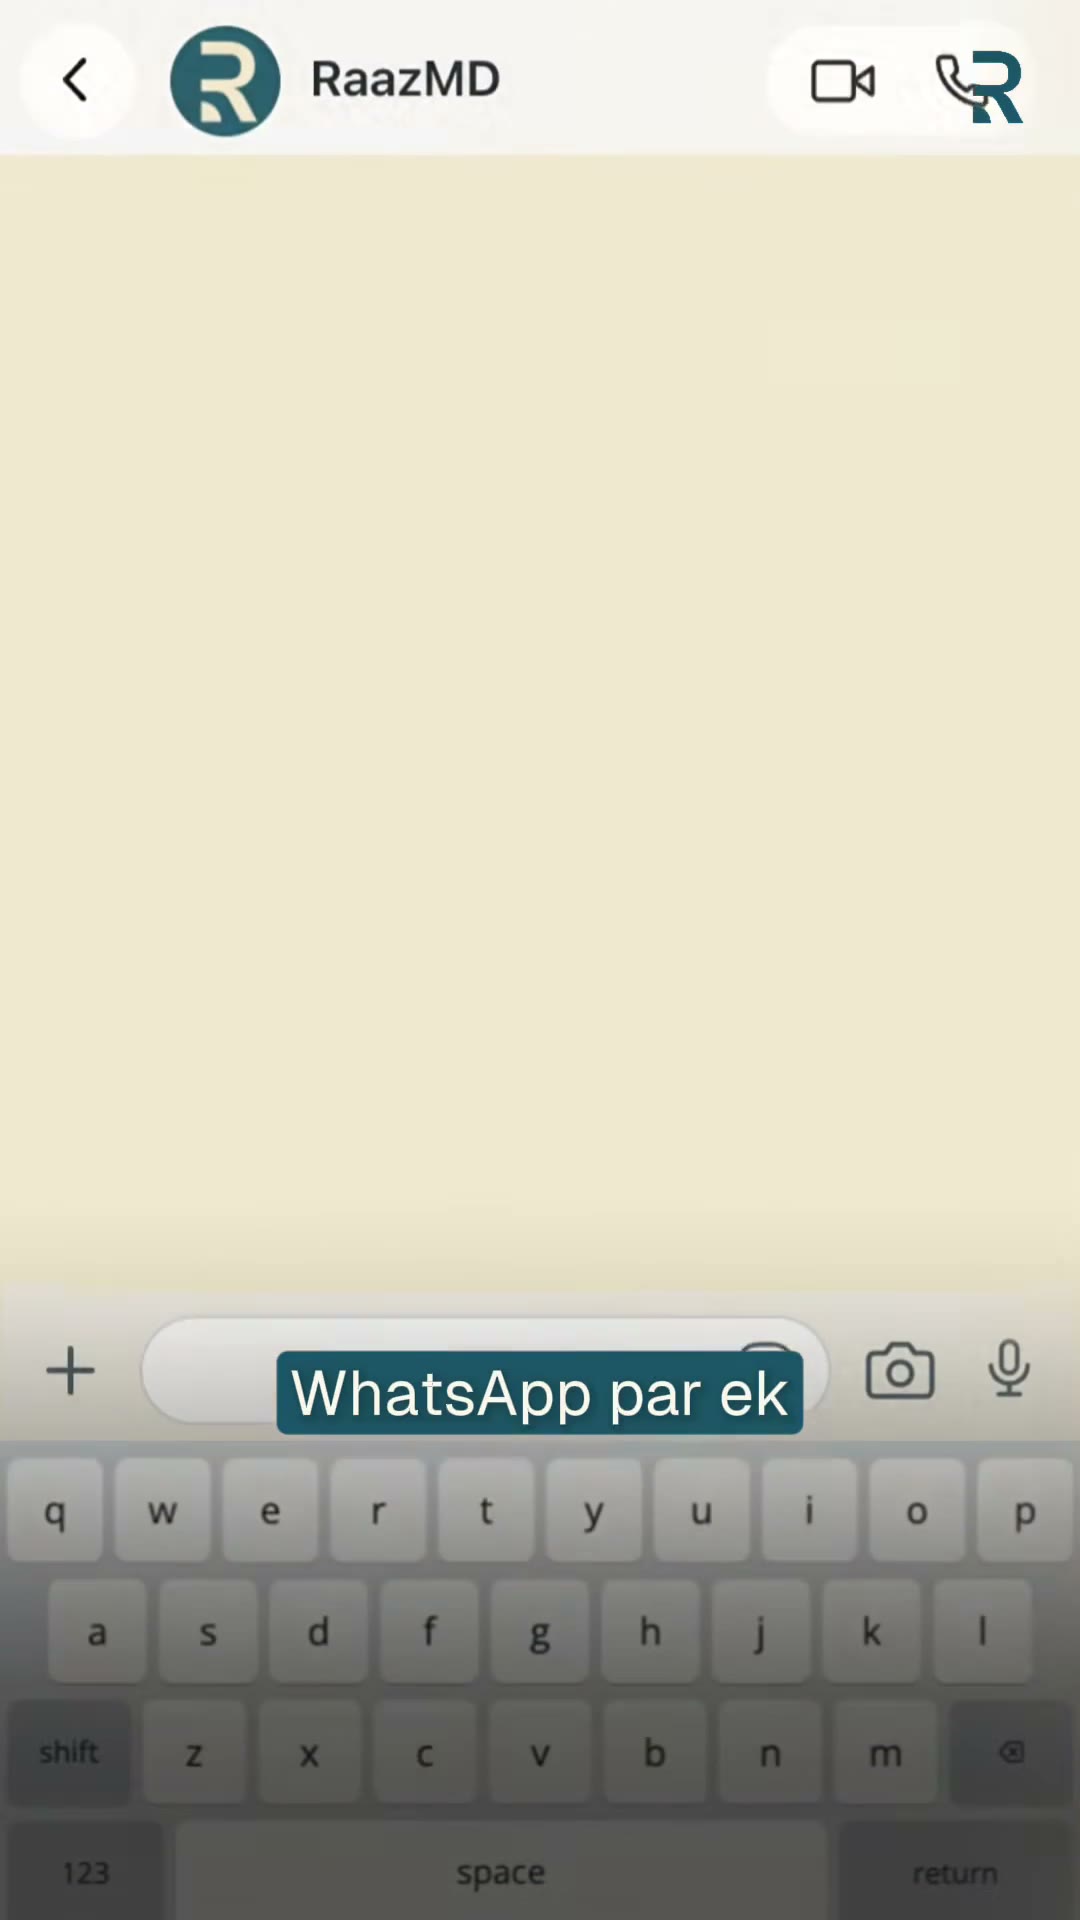 RaazMD
WhatsApp par ek
q w e r t y u i o p
a s d f g h j k l
shift z x c v b n m
123 space return